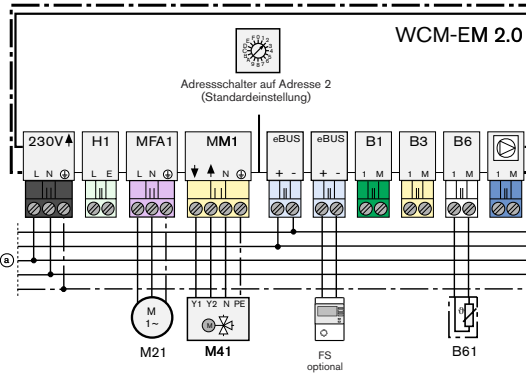 WCM-EM 2.0
Adressschalter auf Adresse 2
(Standardeinstellung)
230V H1 MFA1 MM1 eBUS eBUS B1 B3 B6
L N L E L N N + - + - 1 M 1 M 1 M 1 M
a
M
1~
Y1 Y2 N PE
M
ϑ
M21 M41 FS
optional B61